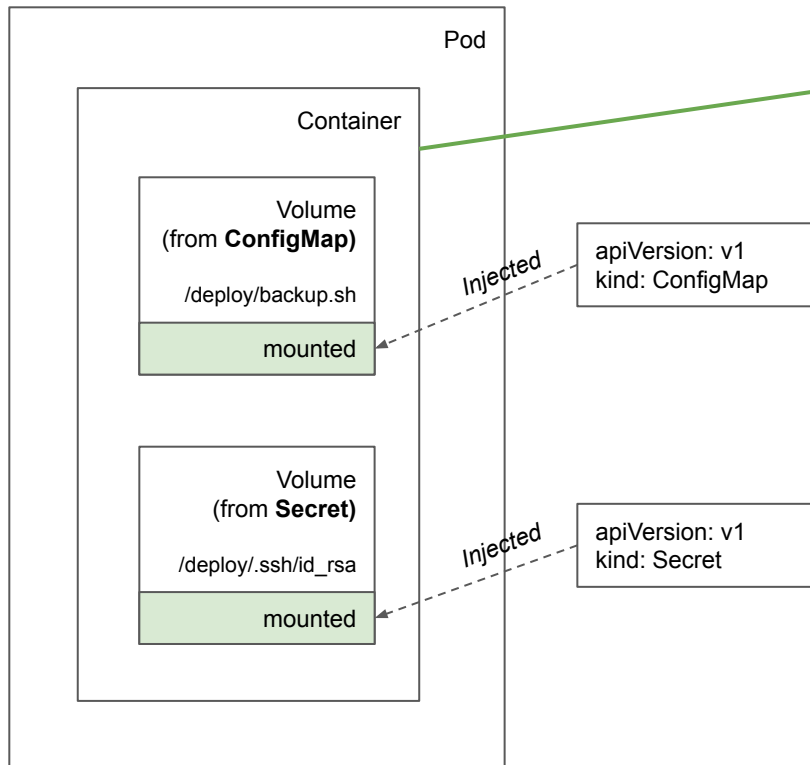 Pod
Container
Volume
(from ConfigMap)
/deploy/backup.sh
mounted
Injected
apiVersion: v1
kind: ConfigMap
Volume
(from Secret)
/deploy/.ssh/id_rsa
mounted
Injected
apiVersion: v1
kind: Secret